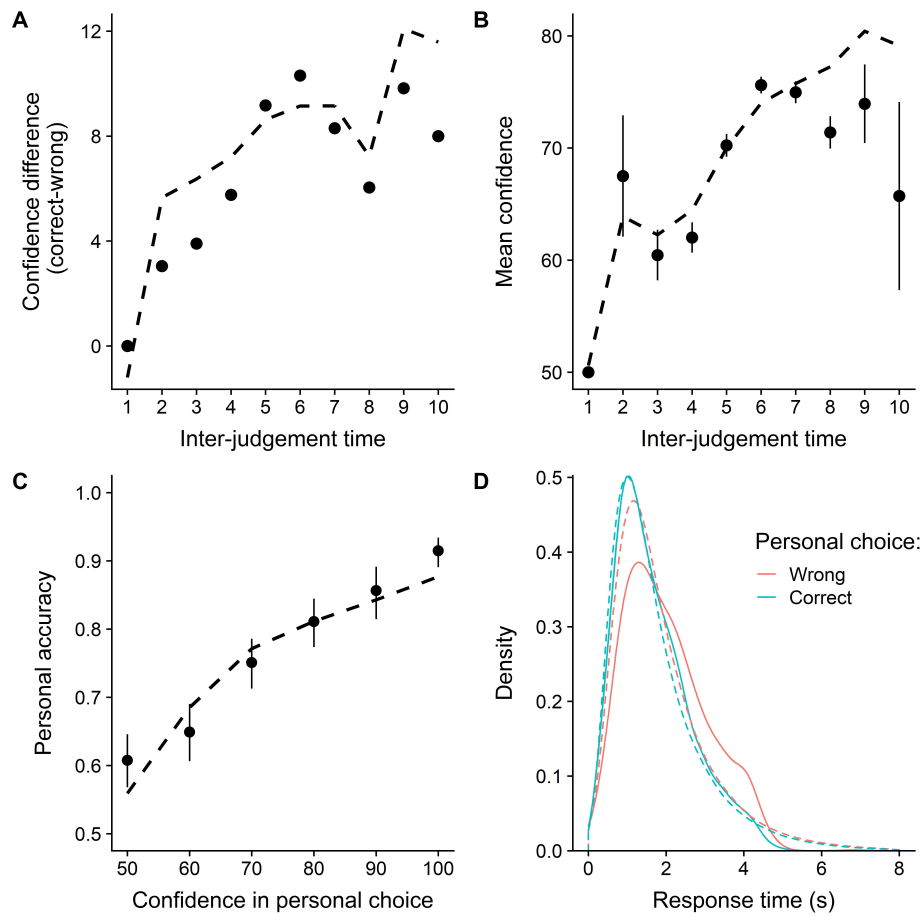 A
Confidence difference
(correct-wrong)
12
8
4
0
1 2 3 4 5 6 7 8 9 10
Inter-judgement time
B
Mean confidence
80
70
60
50
1 2 3 4 5 6 7 8 9 10
Inter-judgement time
C
Personal accuracy
1.0
0.9
0.8
0.7
0.6
0.5
50 60 70 80 90 100
Confidence in personal choice
D
Density
0.5
0.4
0.3
0.2
0.1
0.0
Personal choice:
Wrong
Correct
0 2 4 6 8
Response time (s)